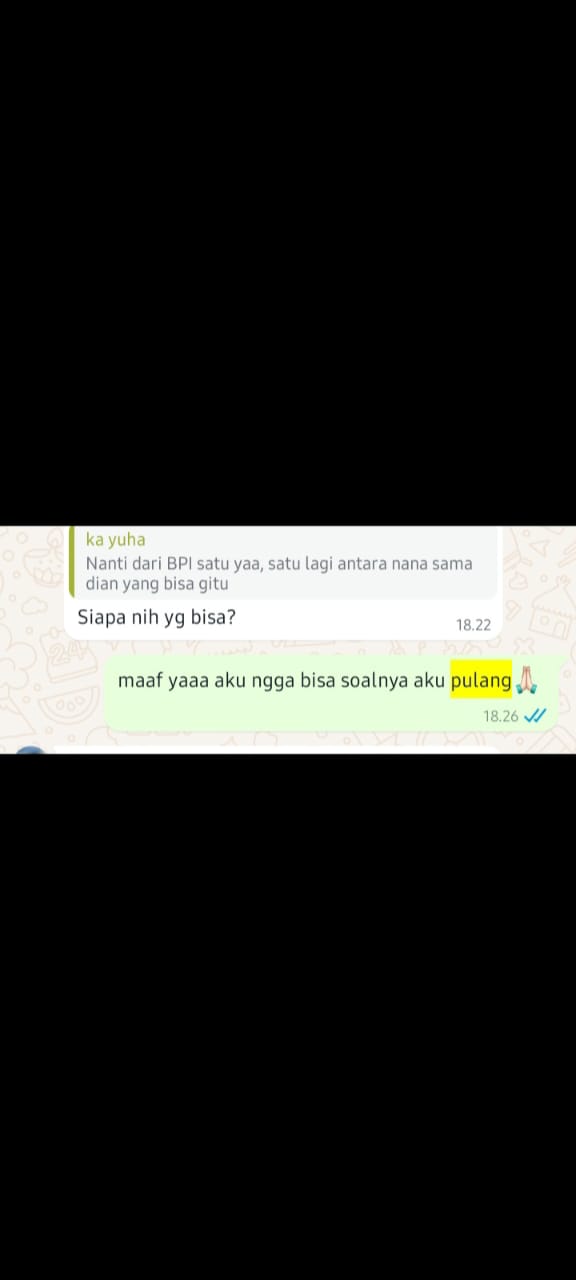 ka yuha
Nanti dari BPI satu yaa, satu lagi antara nana sama
dian yang bisa gitu
Siapa nih yg bisa?
18.22
maaf yaaa aku ngga bisa soalnya aku pulang🙏🏻
18.26